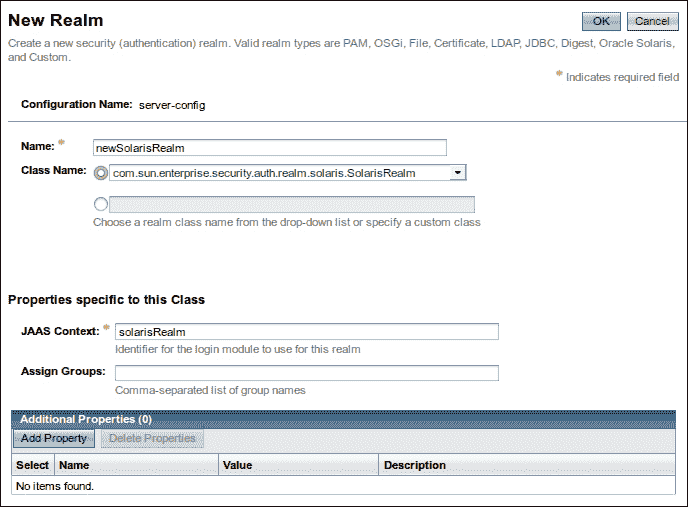 New Realm
OK
Cancel
Create a new security (authentication) realm. Valid realm types are PAM, OSGi, File, Certificate, LDAP, JDBC, Digest, Oracle Solaris,
and Custom.
* Indicates required field
Configuration Name: server-config
Name: * newSolarisRealm
Class Name: com.sun.enterprise.security.auth.realm.solaris.SolarisRealm
Choose a realm class name from the drop-down list or specify a custom class
Properties specific to this Class
JAAS Context: * solarisRealm
Identifier for the login module to use for this realm
Assign Groups:
Comma-separated list of group names
Additional Properties (0)
Add Property Delete Properties
Select Name Value Description
No items found.